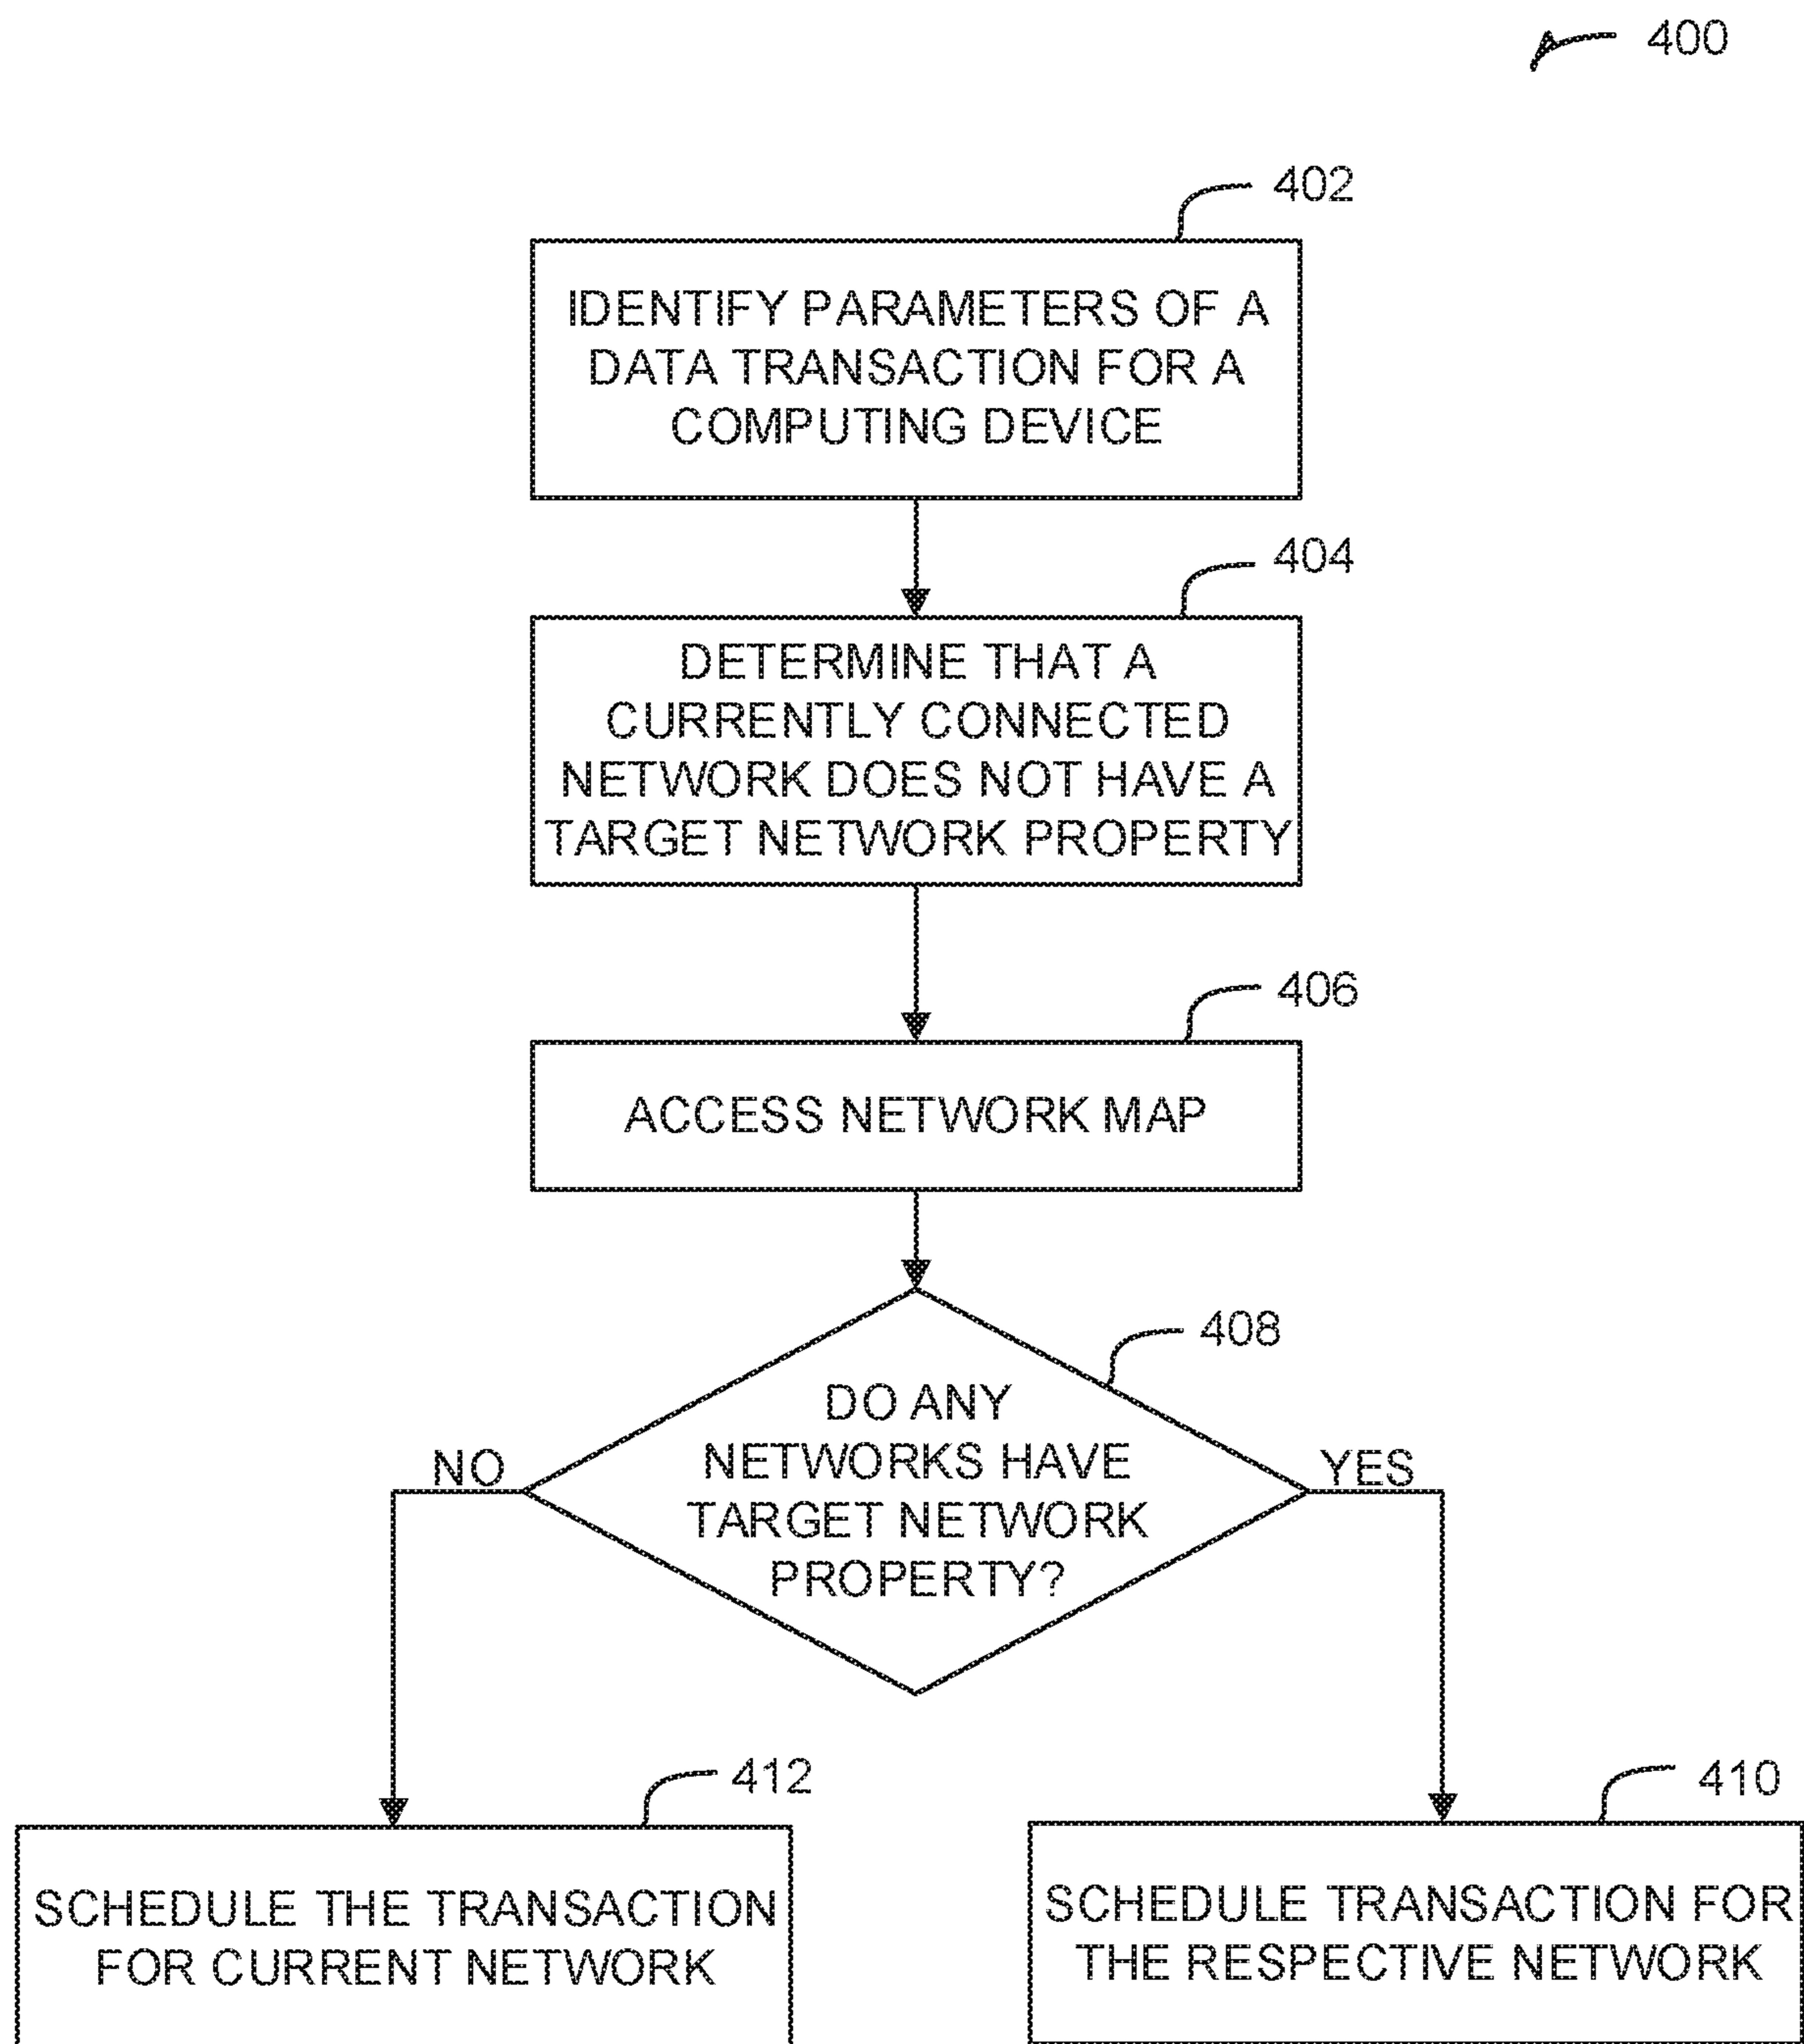 400
402
IDENTIFY PARAMETERS OF A
DATA TRANSACTION FOR A
COMPUTING DEVICE
404
DETERMINE THAT A
CURRENTLY CONNECTED
NETWORK DOES NOT HAVE A
TARGET NETWORK PROPERTY
406
ACCESS NETWORK MAP
408
DO ANY
NETWORKS HAVE
TARGET NETWORK
PROPERTY?
NO
YES
412
SCHEDULE THE TRANSACTION
FOR CURRENT NETWORK
410
SCHEDULE TRANSACTION FOR
THE RESPECTIVE NETWORK